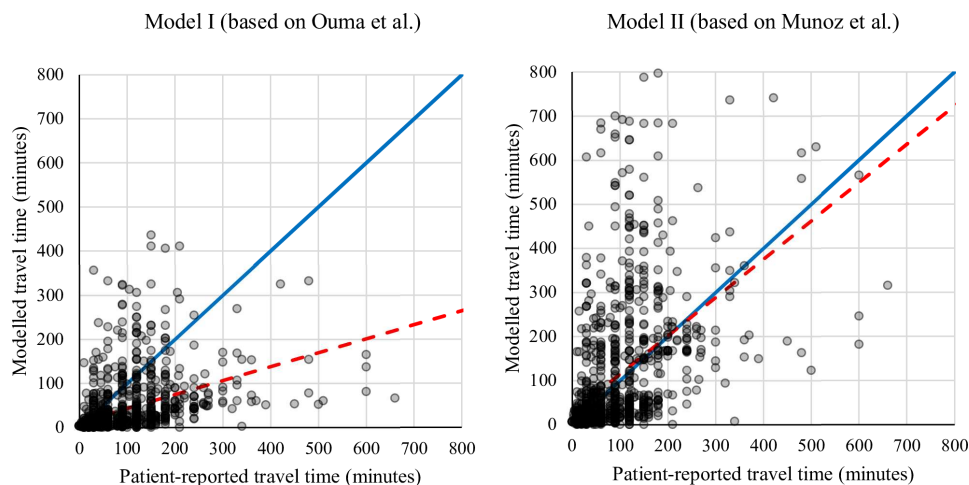 Model I (based on Ouma et al.)
Modelled travel time (minutes)
800
700
600
500
400
300
200
100
0
0 100 200 300 400 500 600 700 800
Patient-reported travel time (minutes)
Model II (based on Munoz et al.)
Modelled travel time (minutes)
800
700
600
500
400
300
200
100
0
0 100 200 300 400 500 600 700 800
Patient-reported travel time (minutes)